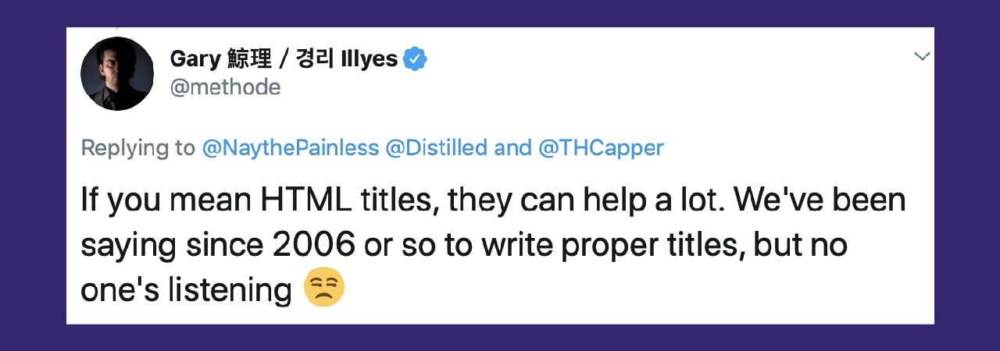 Gary 鯨理 / 경리 Illyes
@methode
Replying to @NaythePainless @Distilled and @THCapper
If you mean HTML titles, they can help a lot. We've been
saying since 2006 or so to write proper titles, but no
one's listening 😒